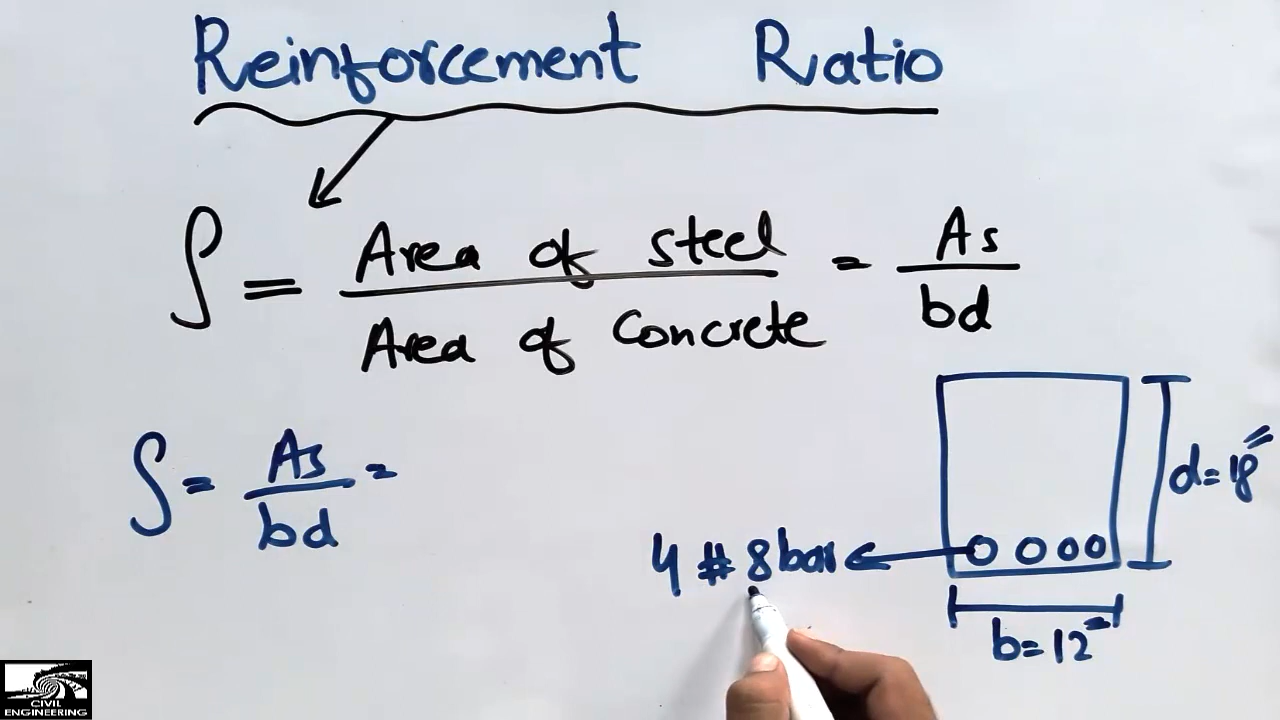 Reinforcement Ratio
ρ = Area of steel / Area of Concrete = As / bd
ρ = As / bd =
d=18"
4 # 8 bar
b=12"
CIVIL
ENGINEERING